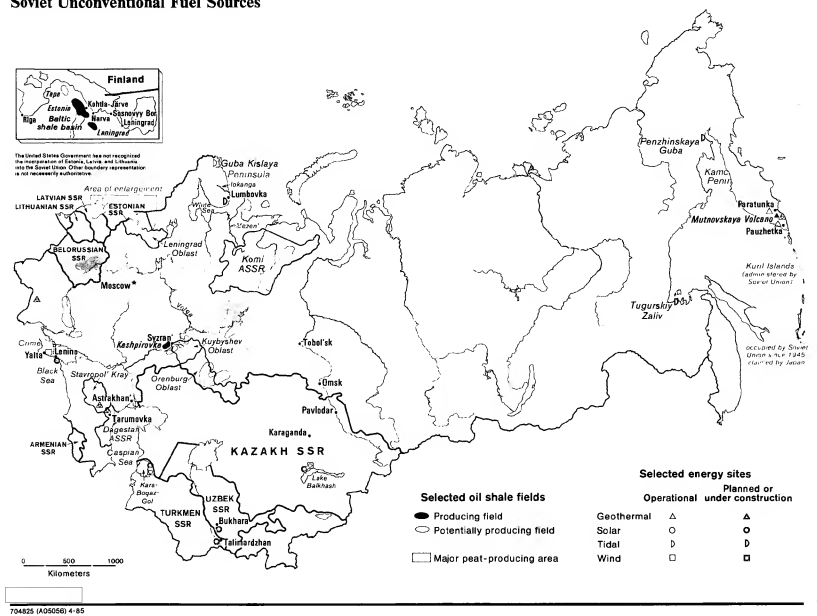 Soviet Unconventional Fuel Sources
Finland
Tapa
Estonia
Kohtla-Jarve
Riga
Baltic
shale basin
Narva
Sosnovyy Bor
Leningrad
Leningrad
The United States Government has not recognized
the incorporation of Estonia, Latvia, and Lithuania
into the Soviet Union. Other boundary representation
is not necessarily authoritative.
Area of enlargement
LATVIAN SSR
LITHUANIAN SSR
ESTONIAN
SSR
BELORUSSIAN
SSR
Guba Kislaya
Peninsula
Iokanga
Lumbovka
White
Sea
Mezen'
Leningrad
Oblast
Komi
ASSR
Moscow
Volga
Syzran'
Kashpirovka
Kuybyshev
Oblast
Tobol'sk
Crimea
Yalta
Lenino
Black
Sea
Stavropol' Kray
Orenburg
Oblast
Omsk
Astrakhan'
Pavlodar
Tarumovka
Dagestan
ASSR
Karaganda
ARMENIAN
SSR
Caspian
Sea
KAZAKH SSR
Kara-
Bogaz-
Gol
Lake
Balkhash
TURKMEN
SSR
UZBEK
SSR
Bukhara
Talimardzhan
Penzhinskaya
Guba
Kamc.
Penin.
Paratunka
Mutnovskaya Volcano
Pauzhetka
Kuril Islands
(administered by
Soviet Union)
Tugurskiy
Zaliv
occupied by Soviet
Union since 1945
claimed by Japan
Selected oil shale fields
Producing field
Potentially producing field
Major peat-producing area
Selected energy sites
Operational
Planned or
under construction
Geothermal
Solar
Tidal
Wind
0 500 1000
Kilometers
704825 (A05056) 4-85